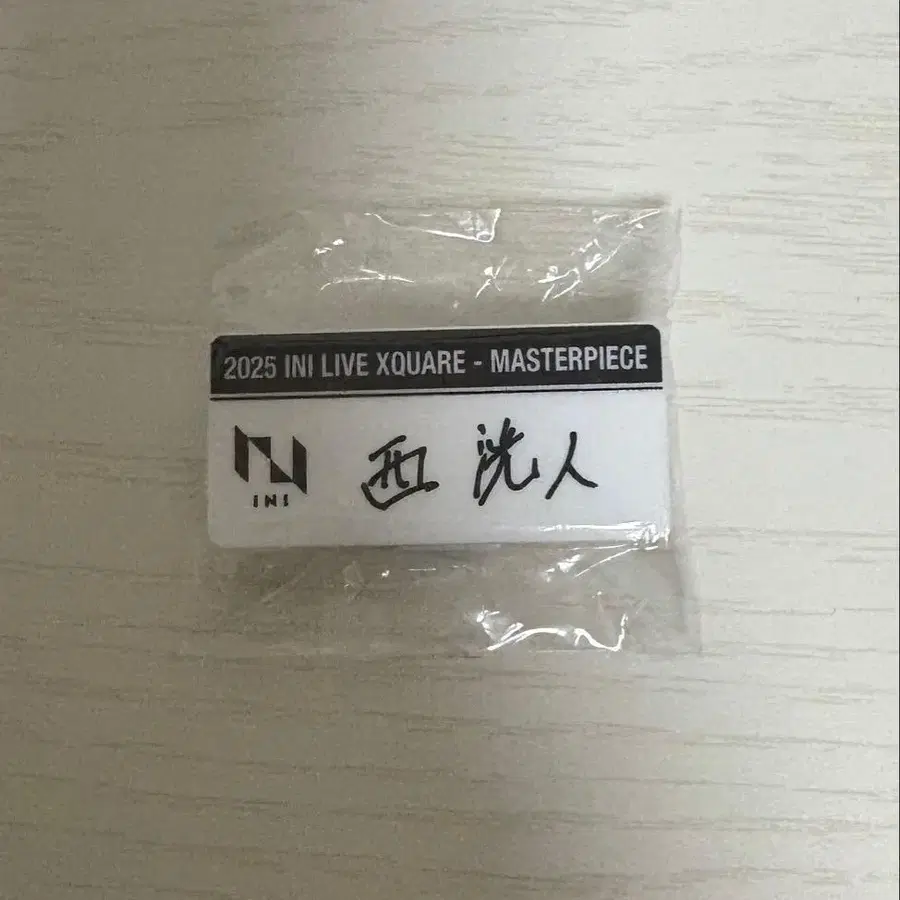 2025 INI LIVE XQUARE - MASTERPIECE
INI
西 洸人